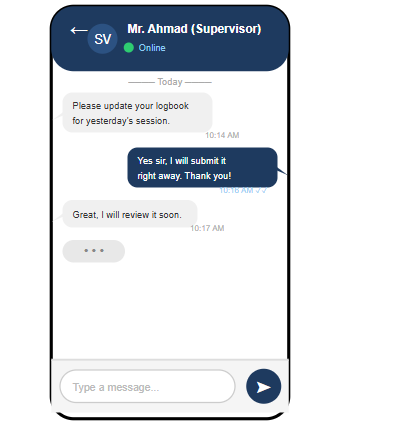 Mr. Ahmad (Supervisor)
SV
Online
Today
Please update your logbook
for yesterday's session.
10:14 AM
Yes sir, I will submit it
right away. Thank you!
10:16 AM ✓✓
Great, I will review it soon.
10:17 AM
Type a message...